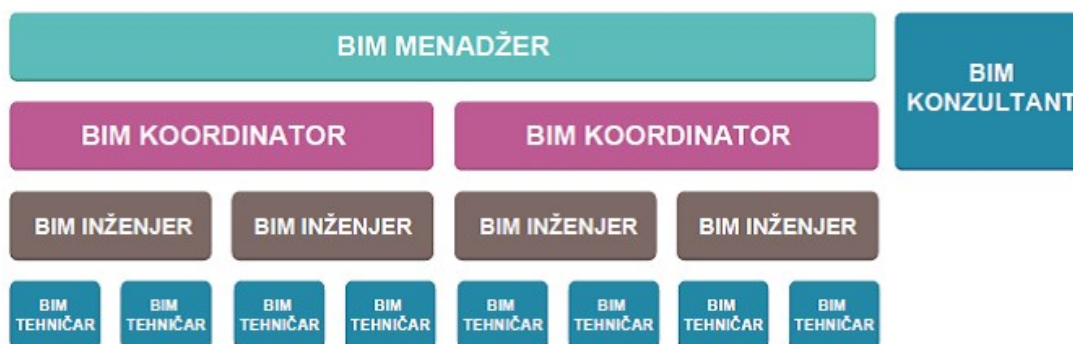 BIM MENADŽER
BIM
KONZULTANT
BIM KOORDINATOR
BIM KOORDINATOR
BIM INŽENJER
BIM INŽENJER
BIM INŽENJER
BIM INŽENJER
BIM
TEHNIČAR
BIM
TEHNIČAR
BIM
TEHNIČAR
BIM
TEHNIČAR
BIM
TEHNIČAR
BIM
TEHNIČAR
BIM
TEHNIČAR
BIM
TEHNIČAR